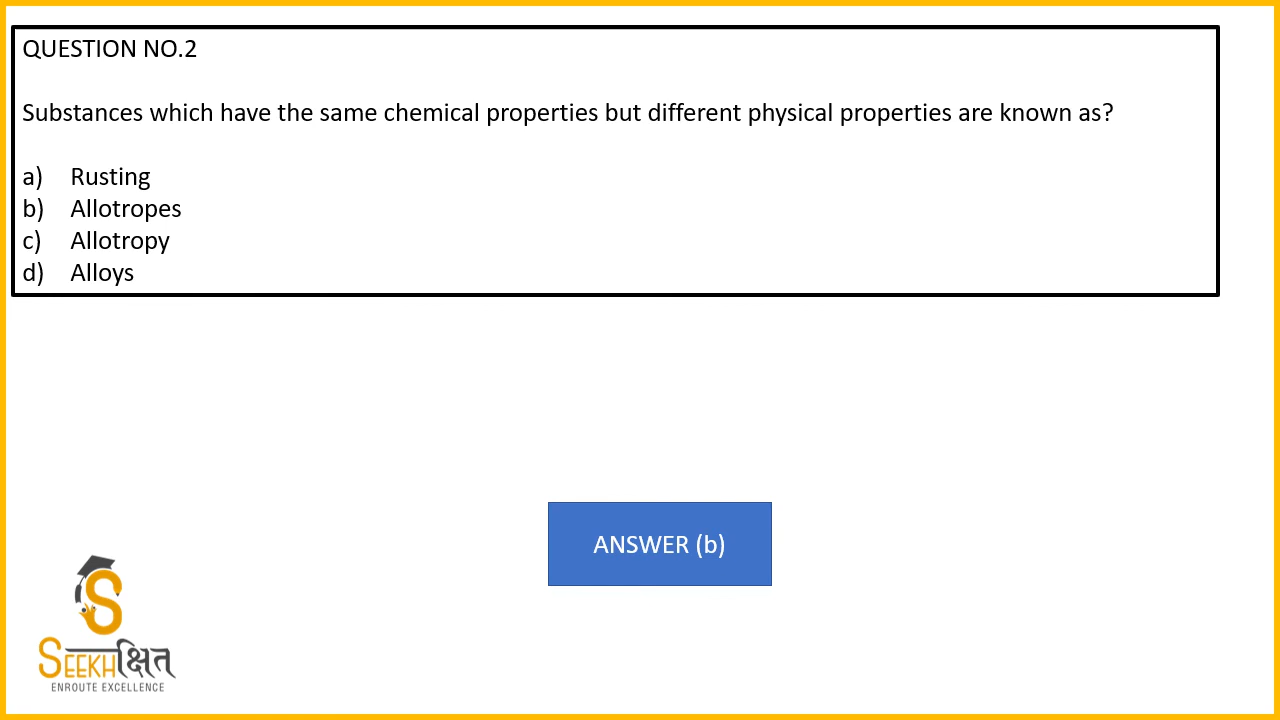 QUESTION NO.2
Substances which have the same chemical properties but different physical properties are known as?
a) Rusting
b) Allotropes
c) Allotropy
d) Alloys
ANSWER (b)
S
SEEKHक्षित
ENROUTE EXCELLENCE